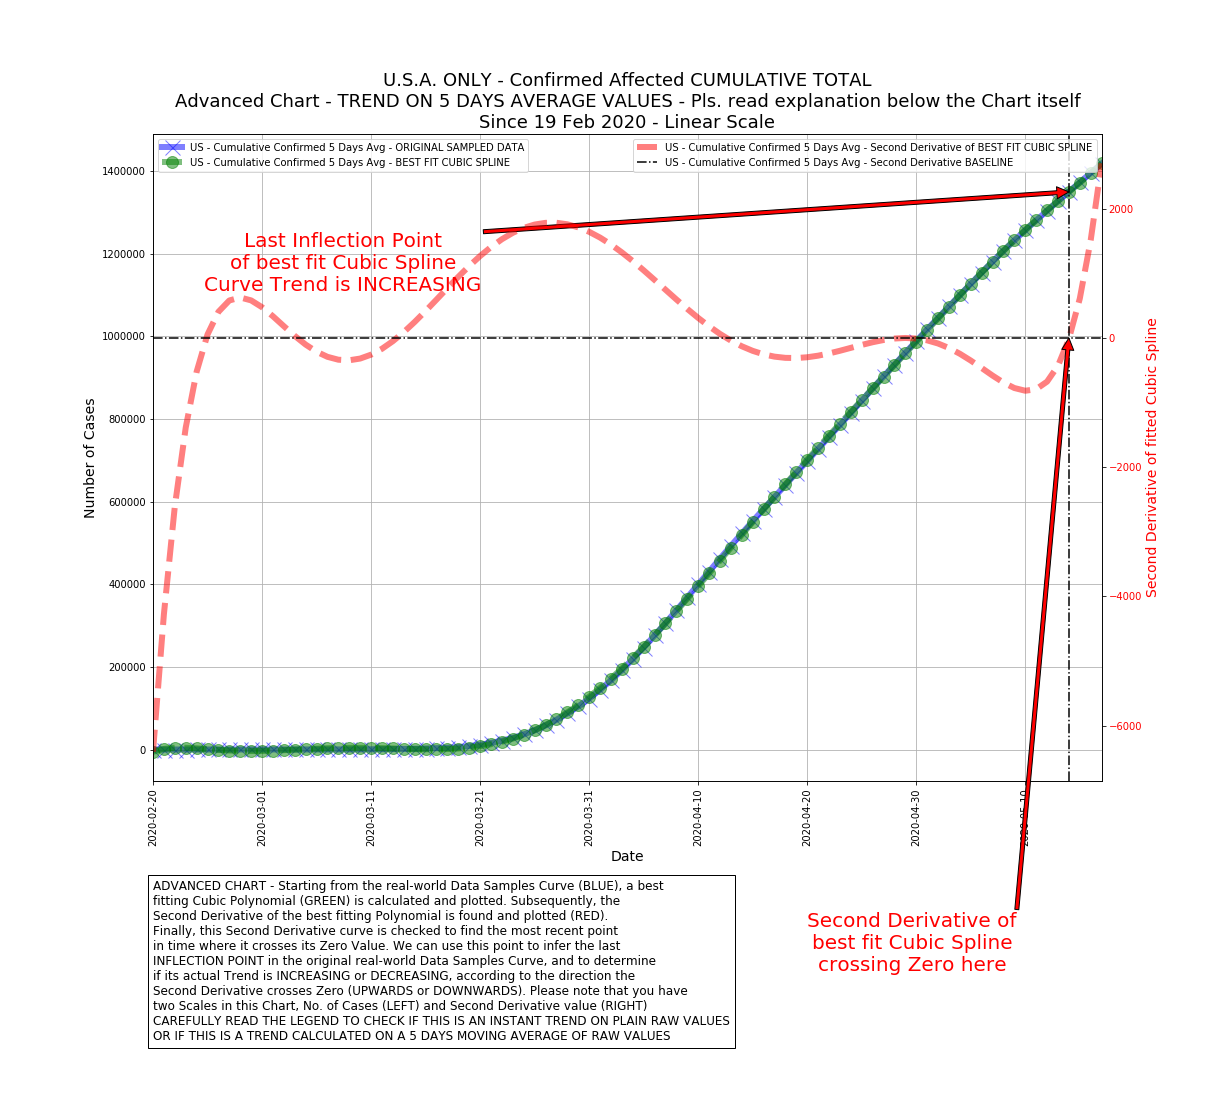 U.S.A. ONLY - Confirmed Affected CUMULATIVE TOTAL
Advanced Chart - TREND ON 5 DAYS AVERAGE VALUES - Pls. read explanation below the Chart itself
Since 19 Feb 2020 - Linear Scale
US - Cumulative Confirmed 5 Days Avg - ORIGINAL SAMPLED DATA
US - Cumulative Confirmed 5 Days Avg - BEST FIT CUBIC SPLINE
US - Cumulative Confirmed 5 Days Avg - Second Derivative of BEST FIT CUBIC SPLINE
US - Cumulative Confirmed 5 Days Avg - Second Derivative BASELINE
Last Inflection Point
of best fit Cubic Spline
Curve Trend is INCREASING
Number of Cases
1400000
1200000
1000000
800000
600000
400000
200000
0
2000
0
−2000
−4000
−6000
Second Derivative of fitted Cubic Spline
2020-02-20
2020-03-01
2020-03-11
2020-03-21
2020-03-31
2020-04-10
2020-04-20
2020-04-30
2020-05-10
Date
Second Derivative of
best fit Cubic Spline
crossing Zero here
ADVANCED CHART - Starting from the real-world Data Samples Curve (BLUE), a best
fitting Cubic Polynomial (GREEN) is calculated and plotted. Subsequently, the
Second Derivative of the best fitting Polynomial is found and plotted (RED).
Finally, this Second Derivative curve is checked to find the most recent point
in time where it crosses its Zero Value. We can use this point to infer the last
INFLECTION POINT in the original real-world Data Samples Curve, and to determine
if its actual Trend is INCREASING or DECREASING, according to the direction the
Second Derivative crosses Zero (UPWARDS or DOWNWARDS). Please note that you have
two Scales in this Chart, No. of Cases (LEFT) and Second Derivative value (RIGHT)
CAREFULLY READ THE LEGEND TO CHECK IF THIS IS AN INSTANT TREND ON PLAIN RAW VALUES
OR IF THIS IS A TREND CALCULATED ON A 5 DAYS MOVING AVERAGE OF RAW VALUES